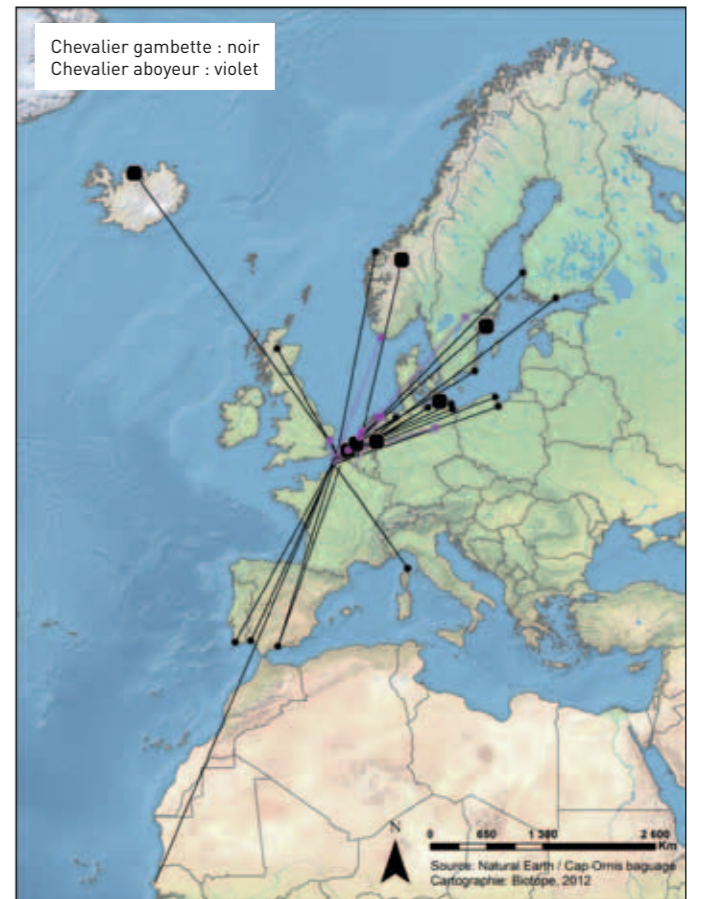 Chevalier gambette : noir
Chevalier aboyeur : violet
N
0 650 1 300 2 600
Km
Source: Natural Earth / Cap Ornis baguage
Cartographie: Biotope, 2012